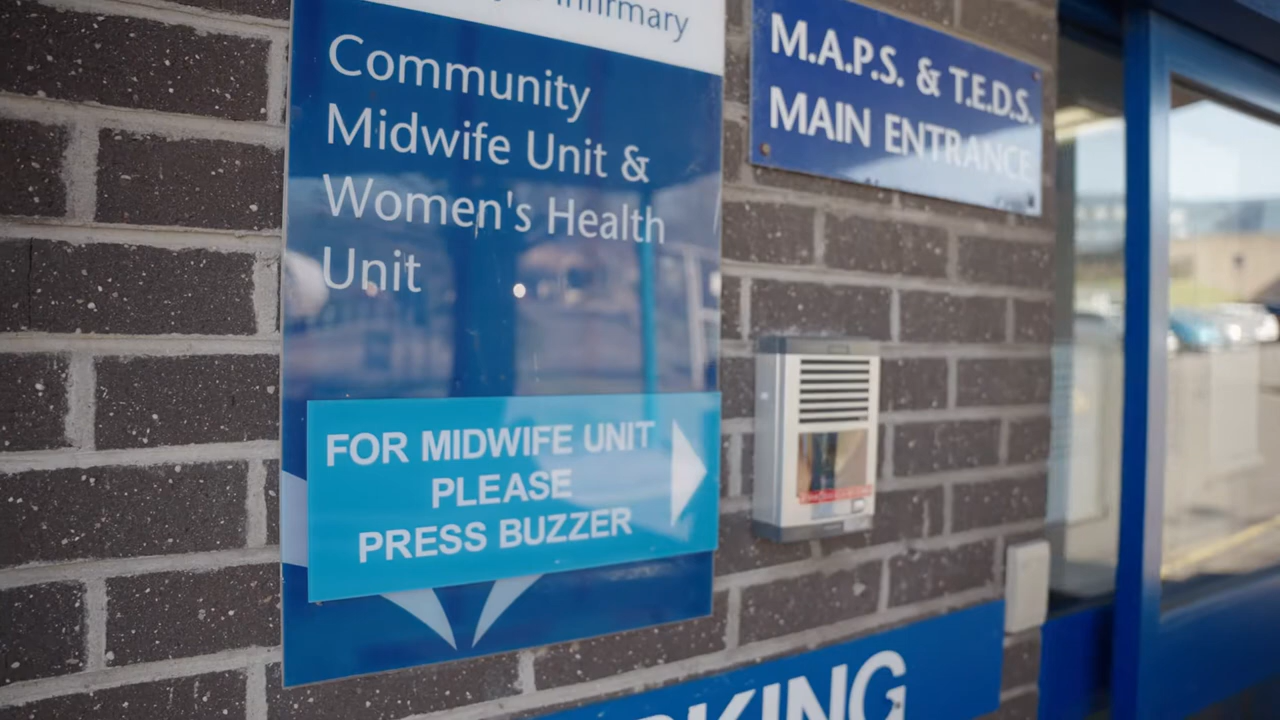 Infirmary
Community
Midwife Unit &
Women's Health
Unit
FOR MIDWIFE UNIT
PLEASE
PRESS BUZZER
M.A.P.S. & T.E.D.S.
MAIN ENTRANCE